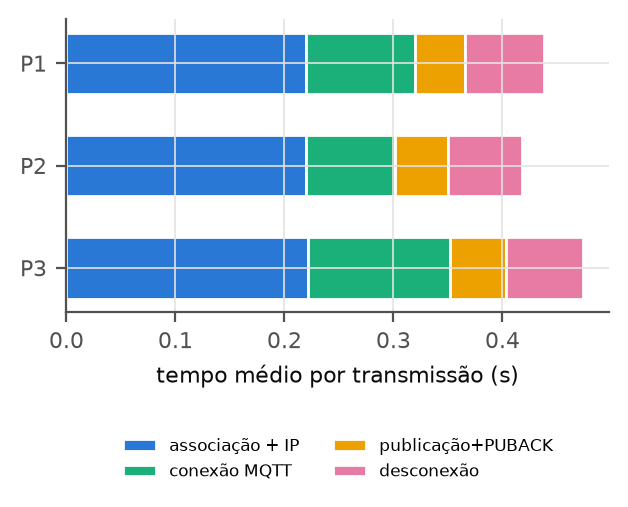 P1
P2
P3
0.0 0.1 0.2 0.3 0.4
tempo médio por transmissão (s)
associação + IP publicação+PUBACK
conexão MQTT desconexão